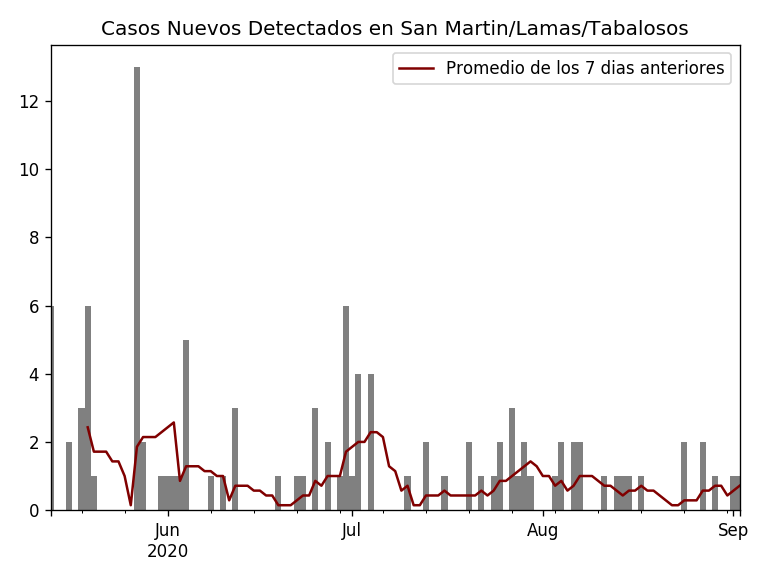 Casos Nuevos Detectados en San Martin/Lamas/Tabalosos
Promedio de los 7 dias anteriores
12
10
8
6
4
2
0
Jun
2020
Jul
Aug
Sep